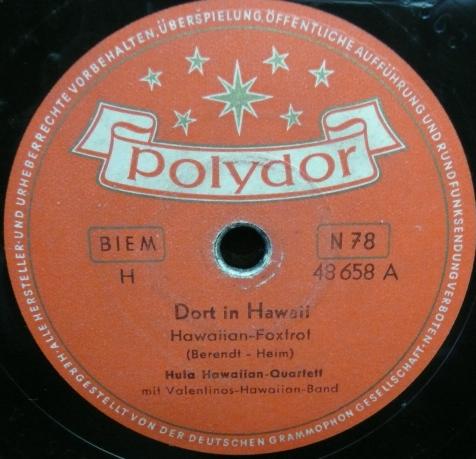 ALLE HERSTELLER- UND URHEBERRECHTE VORBEHALTEN, ÜBERSPIELUNG, ÖFFENTLICHE AUFFÜHRUNG UND RUNDFUNKSENDUNG VERBOTEN
polydor
BIEM
N 78
H
48 658 A
Dort in Hawaii
Hawaiian-Foxtrot
(Berendt - Heim)
Hula Hawaiian-Quartett
mit Valentinos-Hawaiian-Band
HERGESTELLT VON DER DEUTSCHEN GRAMMOPHON GESELLSCHAFT